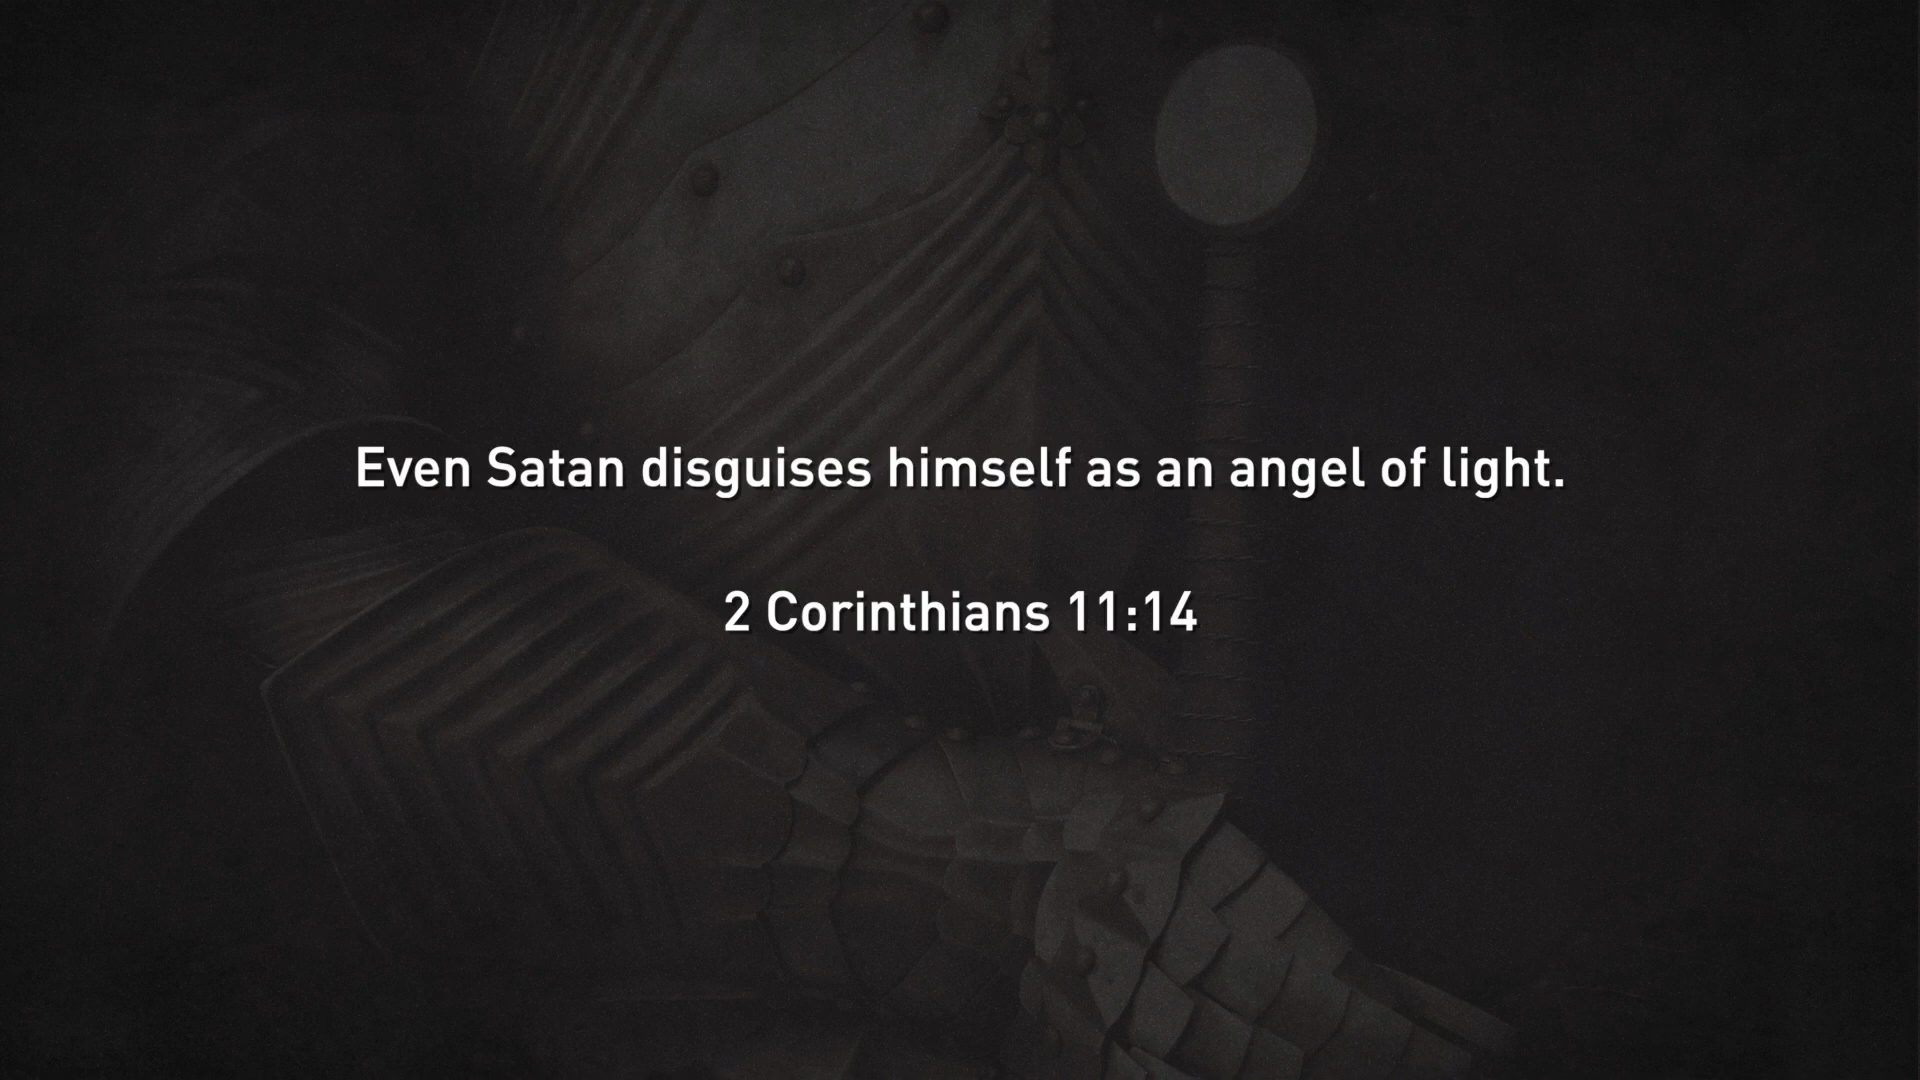 Even Satan disguises himself as an angel of light.
2 Corinthians 11:14